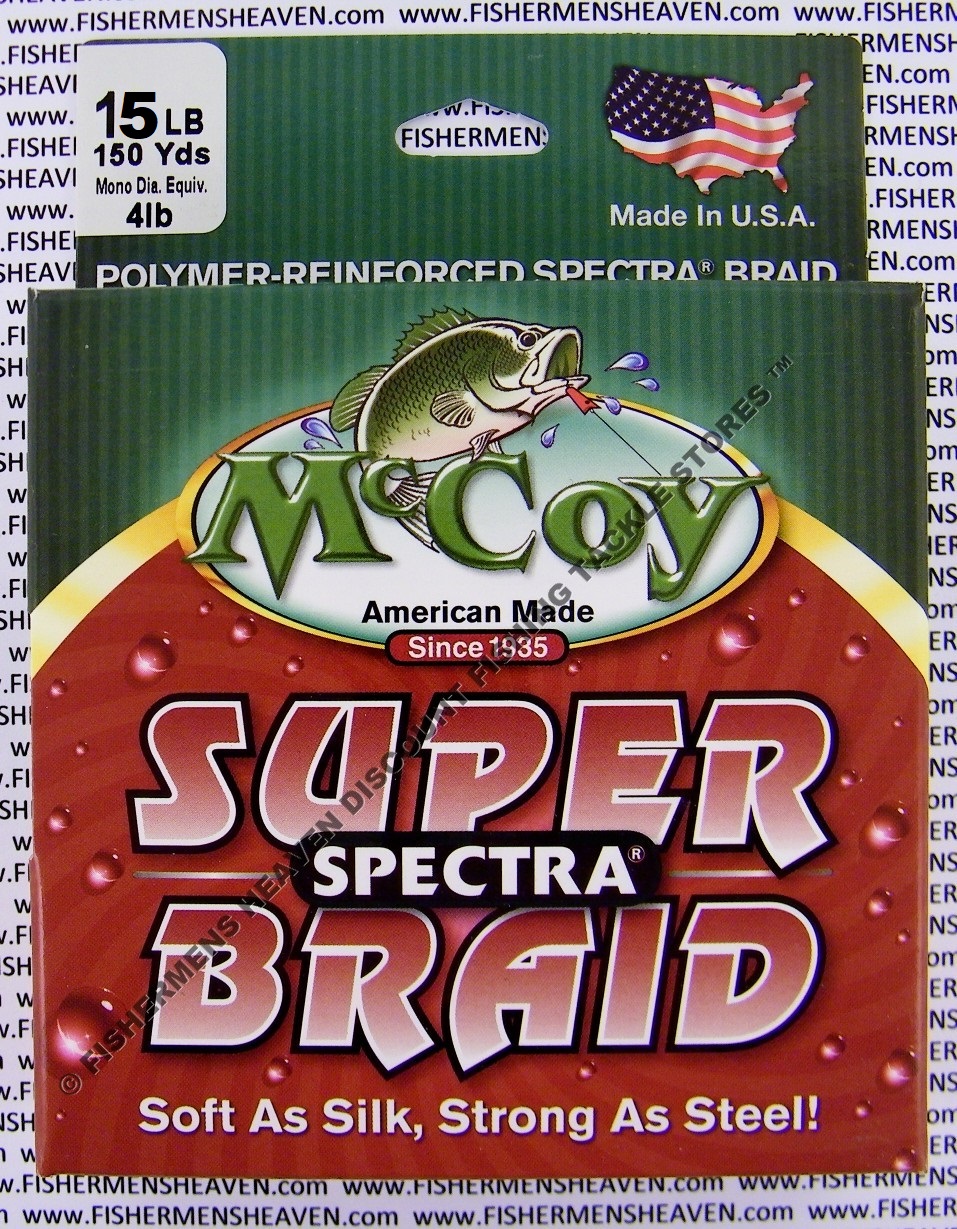 www.FISHERMENSHEAVEN.com www.FISHERMENSHEAVEN.com
15 LB
150 Yds
Mono Dia. Equiv.
4lb
FISHERMENS
Made In U.S.A.
POLYMER-REINFORCED SPECTRA® BRAID
McCoy
American Made
Since 1935
SUPER
SPECTRA®
BRAID
Soft As Silk, Strong As Steel!
© FISHERMENS HEAVEN DISCOUNT FISHING TACKLE STORES ™
www.FISHERMENSHEAVEN.com www.FISHERMENSHEAVEN.com
www.FISHERMENSHEAVEN.com www.FISHERMENSHEAVEN.com